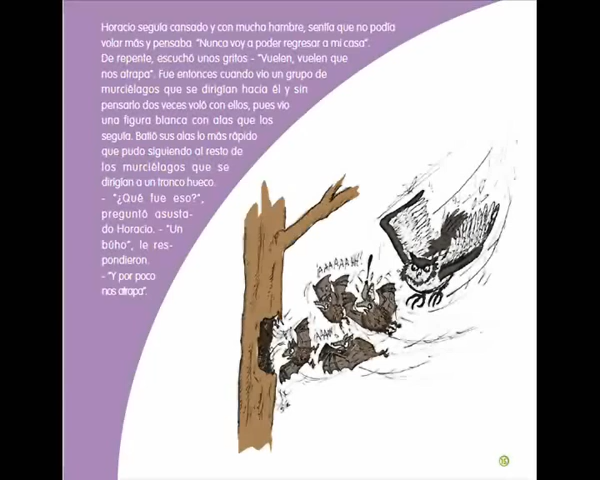 Horacio seguía cansado y con mucha hambre, sentía que no podía
volar más y pensaba "Nunca voy a poder regresar a mi casa".
De repente, escuchó unos gritos - "Vuelen, vuelen que
nos atrapa". Fue entonces cuando vio un grupo de
murciélagos que se dirigían hacia él y sin
pensarlo dos veces voló con ellos, pues vio
una figura blanca con alas que los
seguía. Batió sus alas lo más rápido
que pudo siguiendo al resto de
los murciélagos que se
dirigían a un tronco hueco.
- "¿Qué fue eso?",
preguntó asusta-
do Horacio. - "Un
búho", le res-
pondieron.
- "Y por poco
nos atrapa".
¡AAARAAHH!!
15